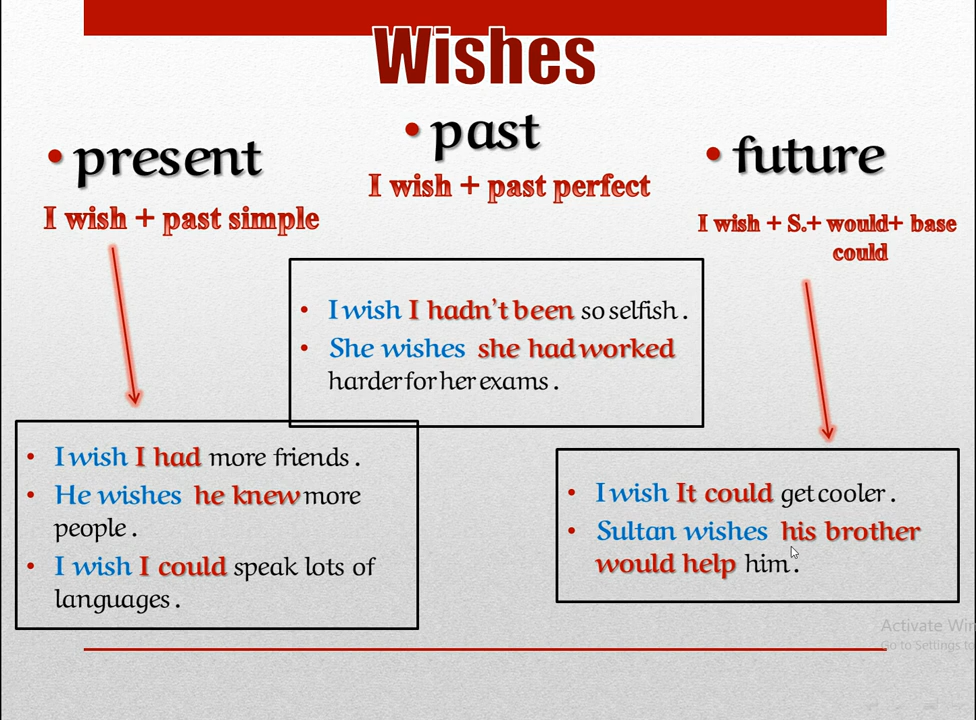 Wishes
• present
I wish + past simple
• past
I wish + past perfect
• future
I wish + S.+ would+ base
could
• I wish I hadn't been so selfish.
• She wishes she had worked
harder for her exams.
• I wish I had more friends.
• He wishes he knew more
people.
• I wish I could speak lots of
languages.
• I wish It could get cooler.
• Sultan wishes his brother
would help him.
Activate Win
Go to Settings to